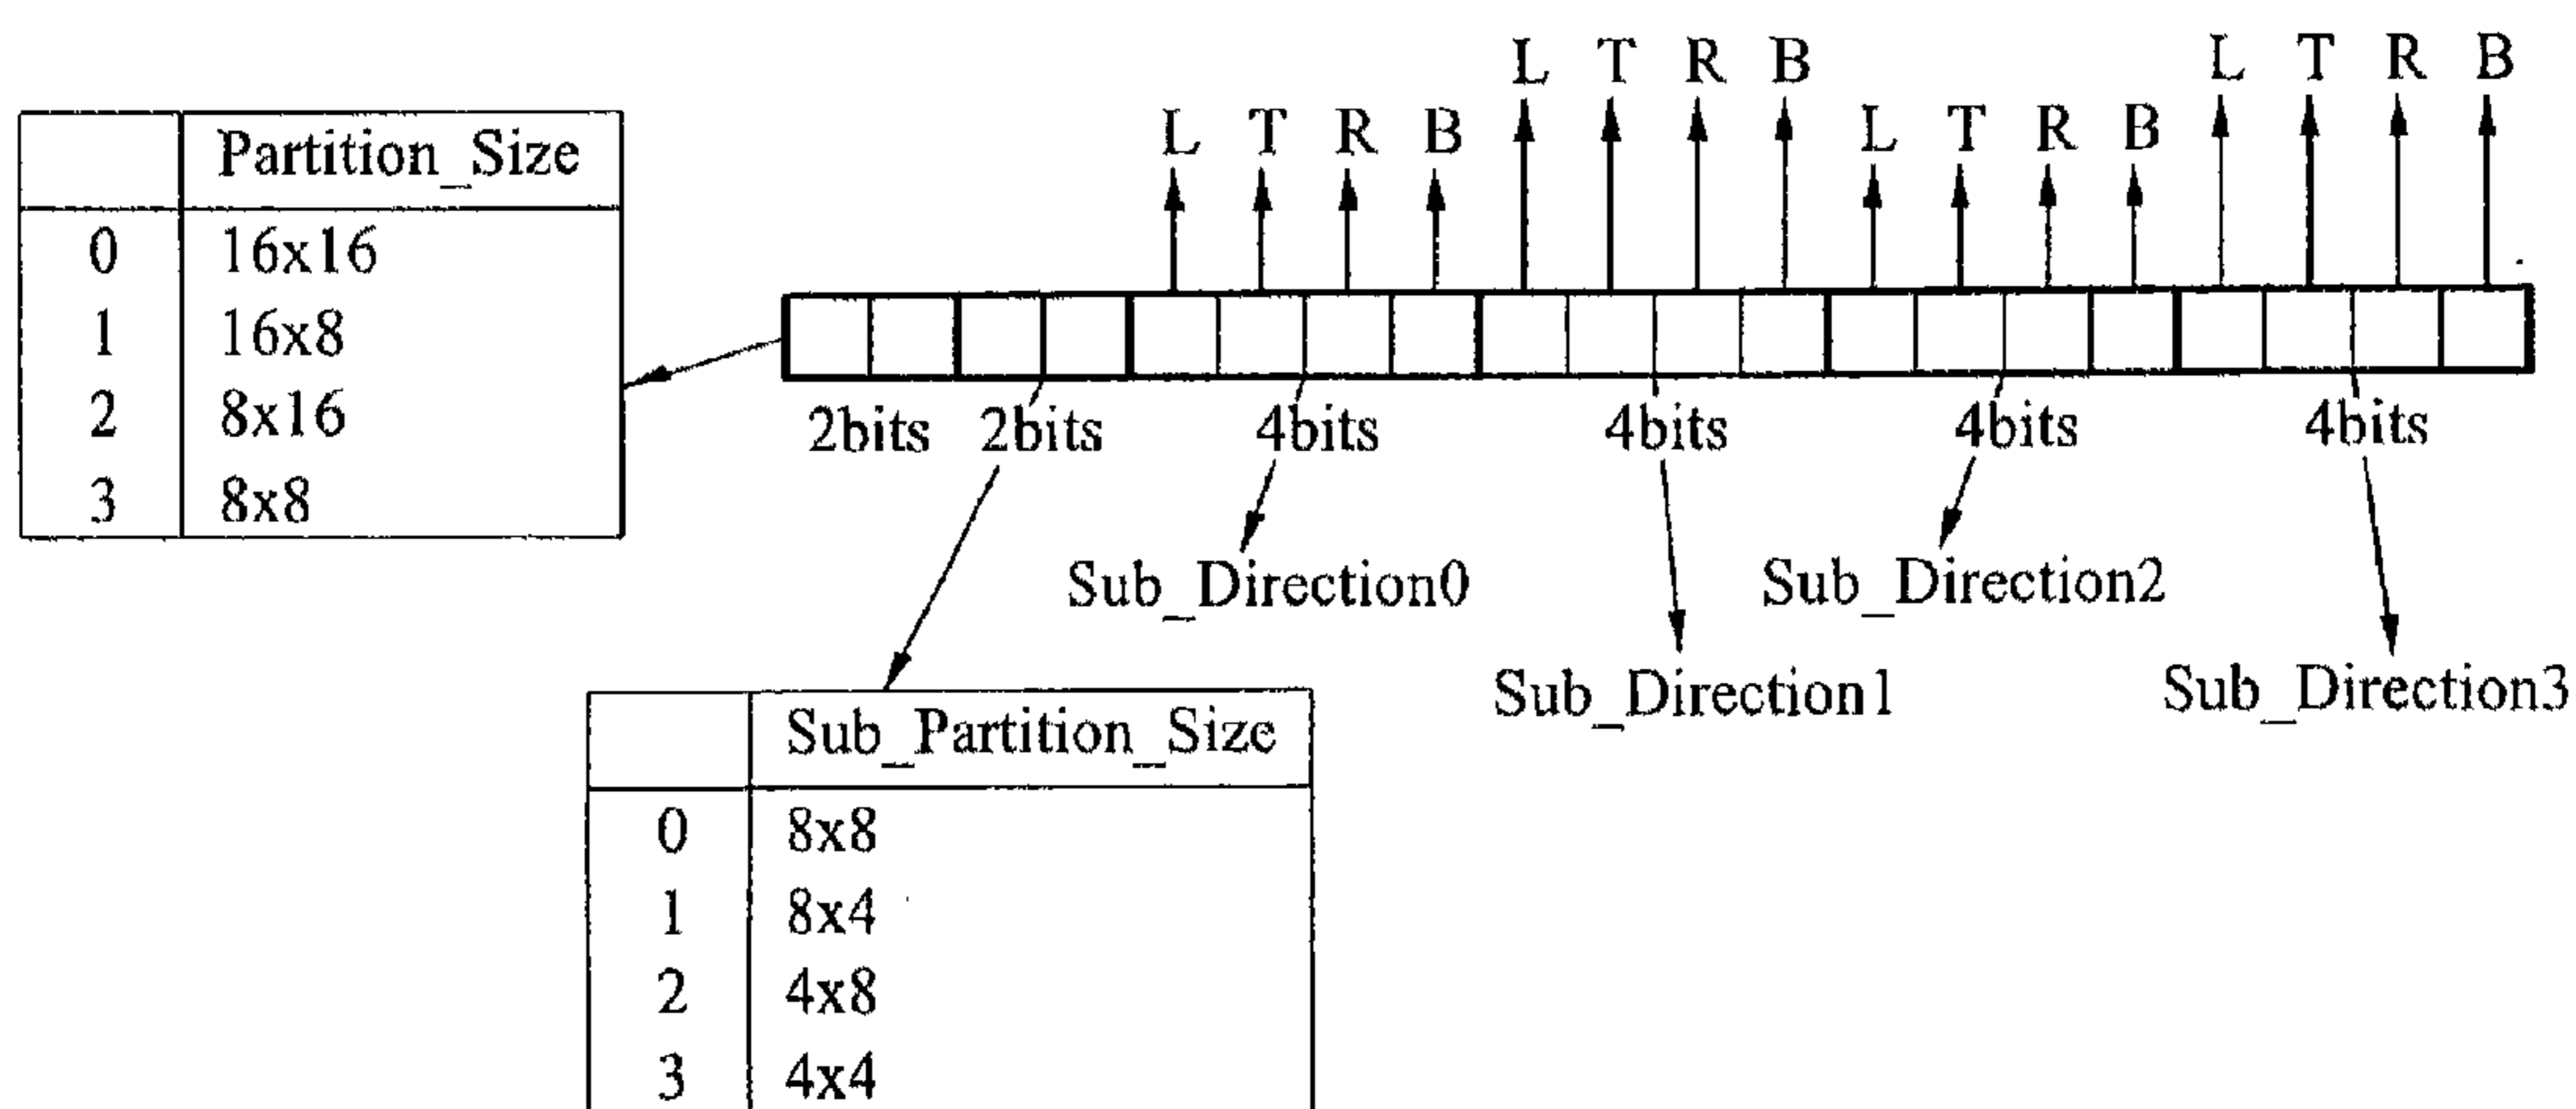 L T R B
L T R B
L T R B
L T R B
Partition_Size
0 16x16
1 16x8
2 8x16
3 8x8
2bits 2bits 4bits 4bits 4bits 4bits
Sub_Direction0
Sub_Direction2
Sub_Direction1
Sub_Direction3
Sub_Partition_Size
0 8x8
1 8x4
2 4x8
3 4x4